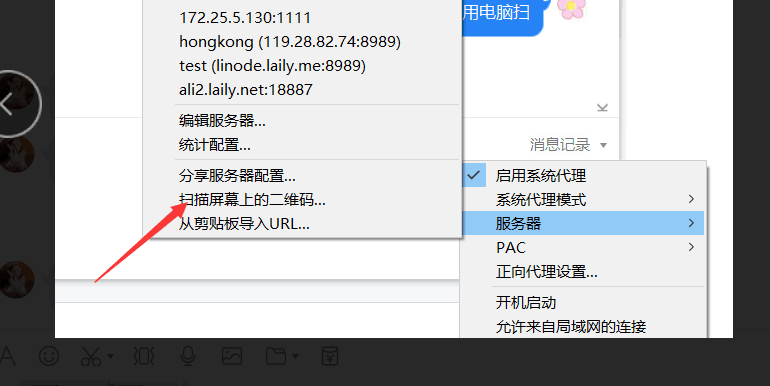 172.25.5.130:1111
用电脑扫
hongkong (119.28.82.74:8989)
test (linode.laily.me:8989)
ali2.laily.net:18887
编辑服务器...
统计配置...
消息记录
分享服务器配置...
扫描屏幕上的二维码...
从剪贴板导入URL...
启用系统代理
系统代理模式
服务器
PAC
正向代理设置...
开机启动
允许来自局域网的连接